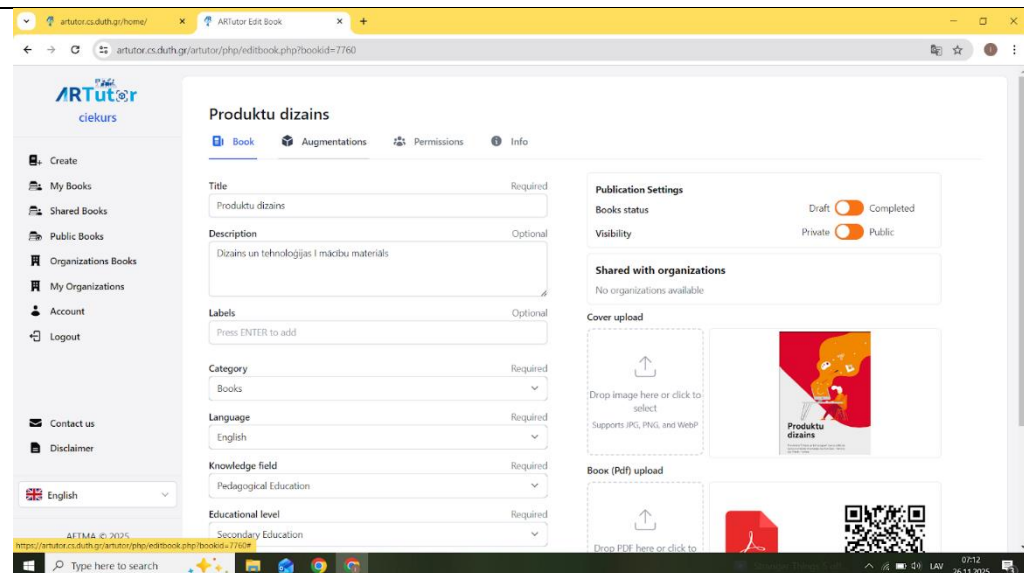 artutor.cs.duth.gr/home/
ARTutor Edit Book
artutor.cs.duth.gr/artutor/php/editbook.php?bookid=7760
ARTutor
ciekurs
Create
My Books
Shared Books
Public Books
Organizations Books
My Organizations
Account
Logout
Contact us
Disclaimer
English
AETMA © 2025
Produktu dizains
Book Augmentations Permissions Info
Title Required
Produktu dizains
Description Optional
Dizains un tehnoloģijas I mācību materiāls
Labels Optional
Press ENTER to add
Category Required
Books
Language Required
English
Knowledge field Required
Pedagogical Education
Educational level Required
Secondary Education
Publication Settings
Books status Draft Completed
Visibility Private Public
Shared with organizations
No organizations available
Cover upload
Drop image here or click to
select
Supports JPG, PNG, and WebP
Produktu
dizains
Book (Pdf) upload
Drop PDF here or click to
https://artutor.cs.duth.gr/artutor/php/editbook.php?bookid=7760#
Type here to search
LAV
07:12
26.11.2025